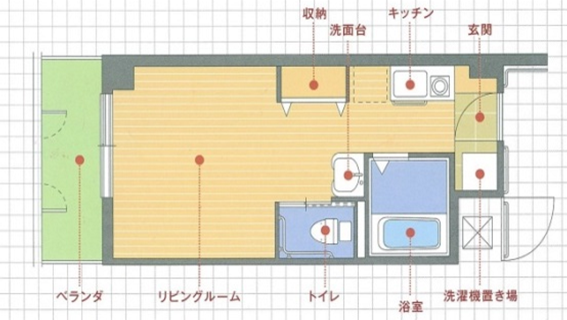 収納
キッチン
玄関
洗面台
ベランダ
リビングルーム
トイレ
浴室
洗濯機置き場